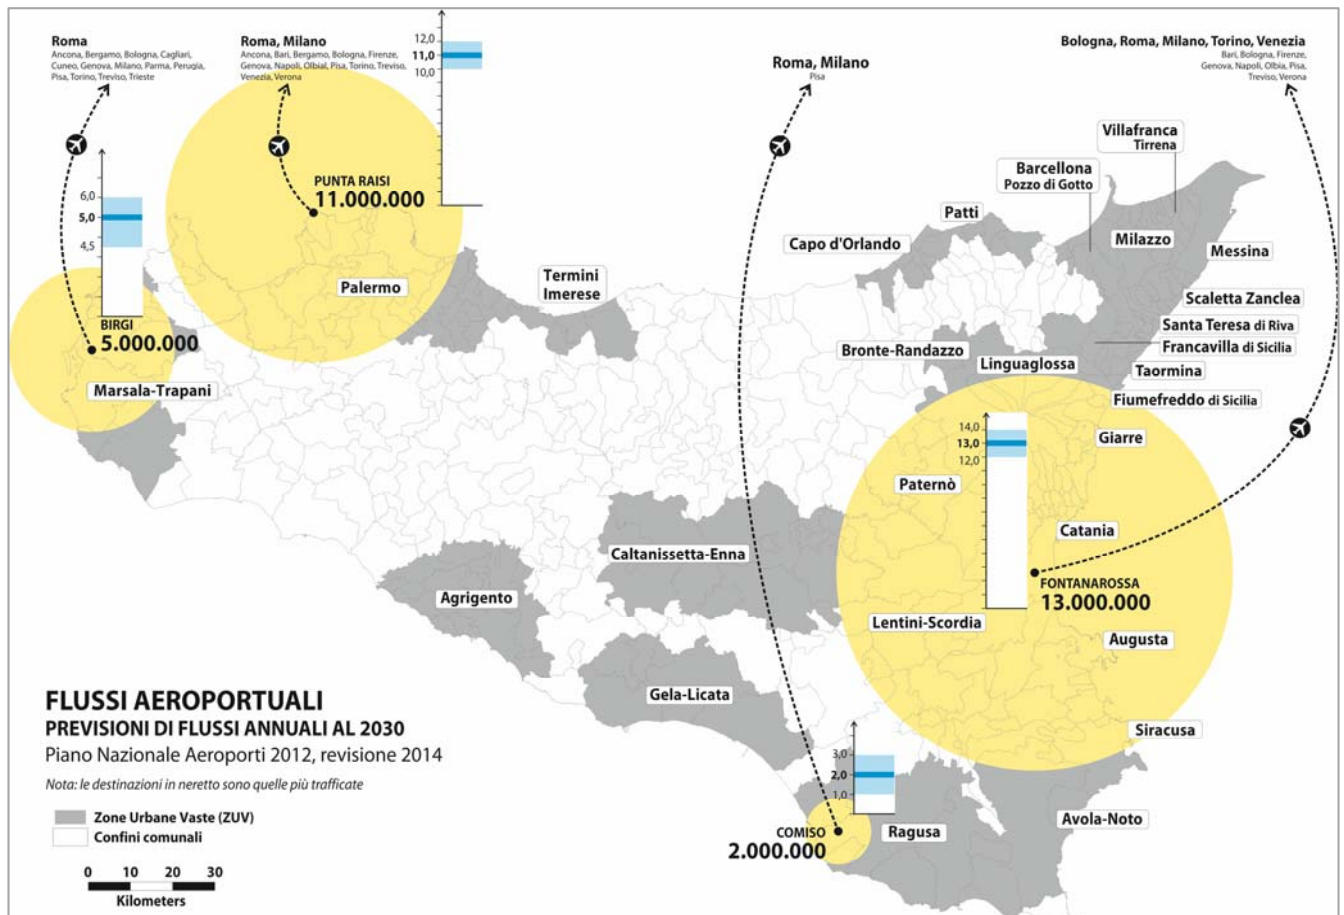 Roma
Ancona, Bergamo, Bologna, Cagliari,
Cuneo, Genova, Milano, Parma, Perugia,
Pisa, Torino, Treviso, Trieste
Roma, Milano
Ancona, Bari, Bergamo, Bologna, Firenze,
Genova, Napoli, Olbial, Pisa, Torino, Treviso,
Venezia, Verona
12,0
11,0
10,0
Roma, Milano
Pisa
Bologna, Roma, Milano, Torino, Venezia
Bari, Bologna, Firenze,
Genova, Napoli, Olbia, Pisa,
Treviso, Verona
6,0
5,0
4,5
PUNTA RAISI
11.000.000
Palermo
Termini
Imerese
BIRGI
5.000.000
Marsala-Trapani
Villafranca
Tirrena
Barcellona
Pozzo di Gotto
Patti
Capo d'Orlando
Milazzo
Messina
Scaletta Zanclea
Santa Teresa di Riva
Francavilla di Sicilia
Bronte-Randazzo
Linguaglossa
Taormina
Fiumefreddo di Sicilia
14,0
13,0
12,0
Giarre
Paternò
Catania
Caltanissetta-Enna
FONTANAROSSA
13.000.000
Agrigento
Lentini-Scordia
Augusta
Gela-Licata
Siracusa
3,0
2,0
1,0
COMISO
2.000.000
Ragusa
Avola-Noto
FLUSSI AEROPORTUALI
PREVISIONI DI FLUSSI ANNUALI AL 2030
Piano Nazionale Aeroporti 2012, revisione 2014
Nota: le destinazioni in neretto sono quelle più trafficate
Zone Urbane Vaste (ZUV)
Confini comunali
0 10 20 30
Kilometers